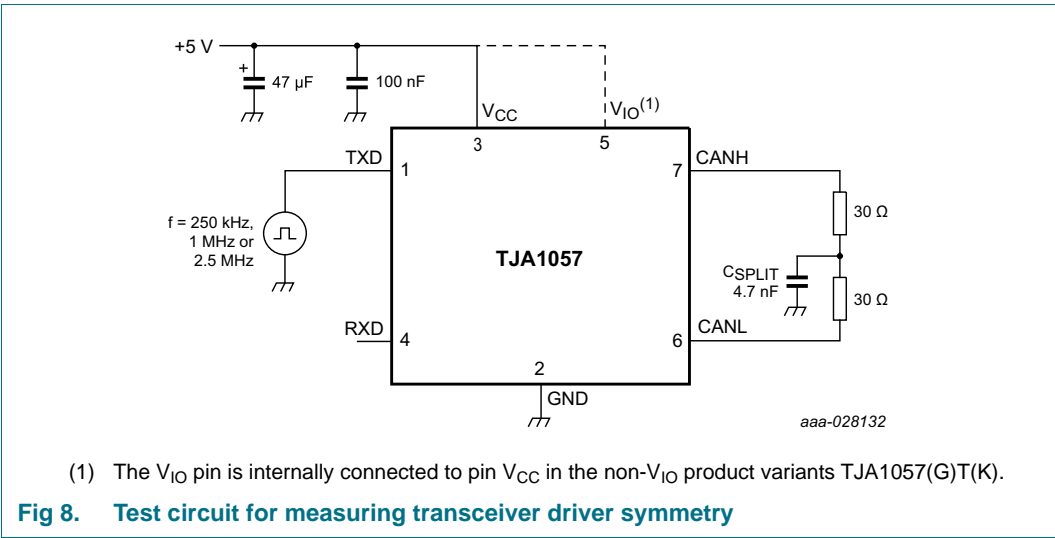 +5 V
+
47 µF
100 nF
VCC
VIO(1)
3
5
TXD
1
7
CANH
f = 250 kHz,
1 MHz or
2.5 MHz
30 Ω
TJA1057
CSPLIT
4.7 nF
30 Ω
RXD
4
6
CANL
2
GND
aaa-028132
(1) The VIO pin is internally connected to pin VCC in the non-VIO product variants TJA1057(G)T(K).
Fig 8. Test circuit for measuring transceiver driver symmetry